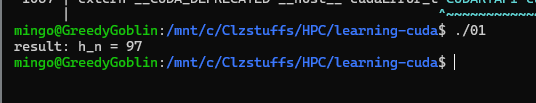 mingo@GreedyGoblin:/mnt/c/Clzstuffs/HPC/learning-cuda$ ./01
result: h_n = 97
mingo@GreedyGoblin:/mnt/c/Clzstuffs/HPC/learning-cuda$